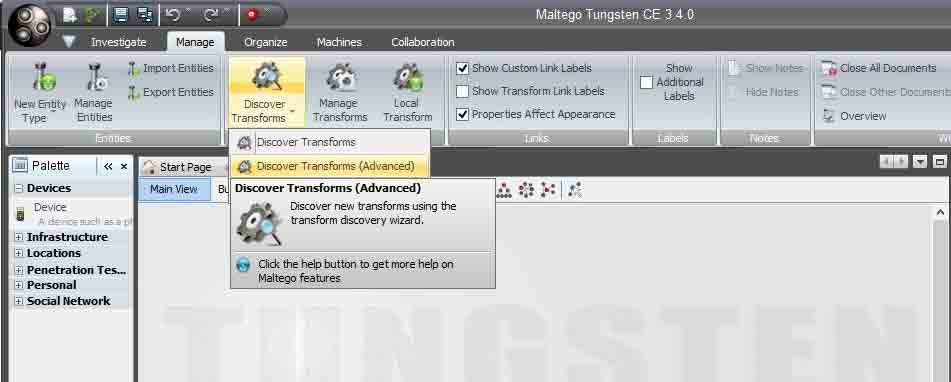 Maltego Tungsten CE 3.4.0
Investigate Manage Organize Machines Collaboration
New Entity Type
Manage Entities
Import Entities
Export Entities
Entities
Discover Transforms
Manage Transforms
Local Transform
Show Custom Link Labels
Show Transform Link Labels
Properties Affect Appearance
Links
Show Additional Labels
Labels
Show Notes
Hide Notes
Notes
Close All Documents
Close Other Document
Overview
Discover Transforms
Discover Transforms (Advanced)
Palette
Start Page
Main View
Devices
Device
A device such as a ph
Infrastructure
Locations
Penetration Tes...
Personal
Social Network
Discover Transforms (Advanced)
Discover new transforms using the
transform discovery wizard.
Click the help button to get more help on
Maltego features
TUNGSTEN